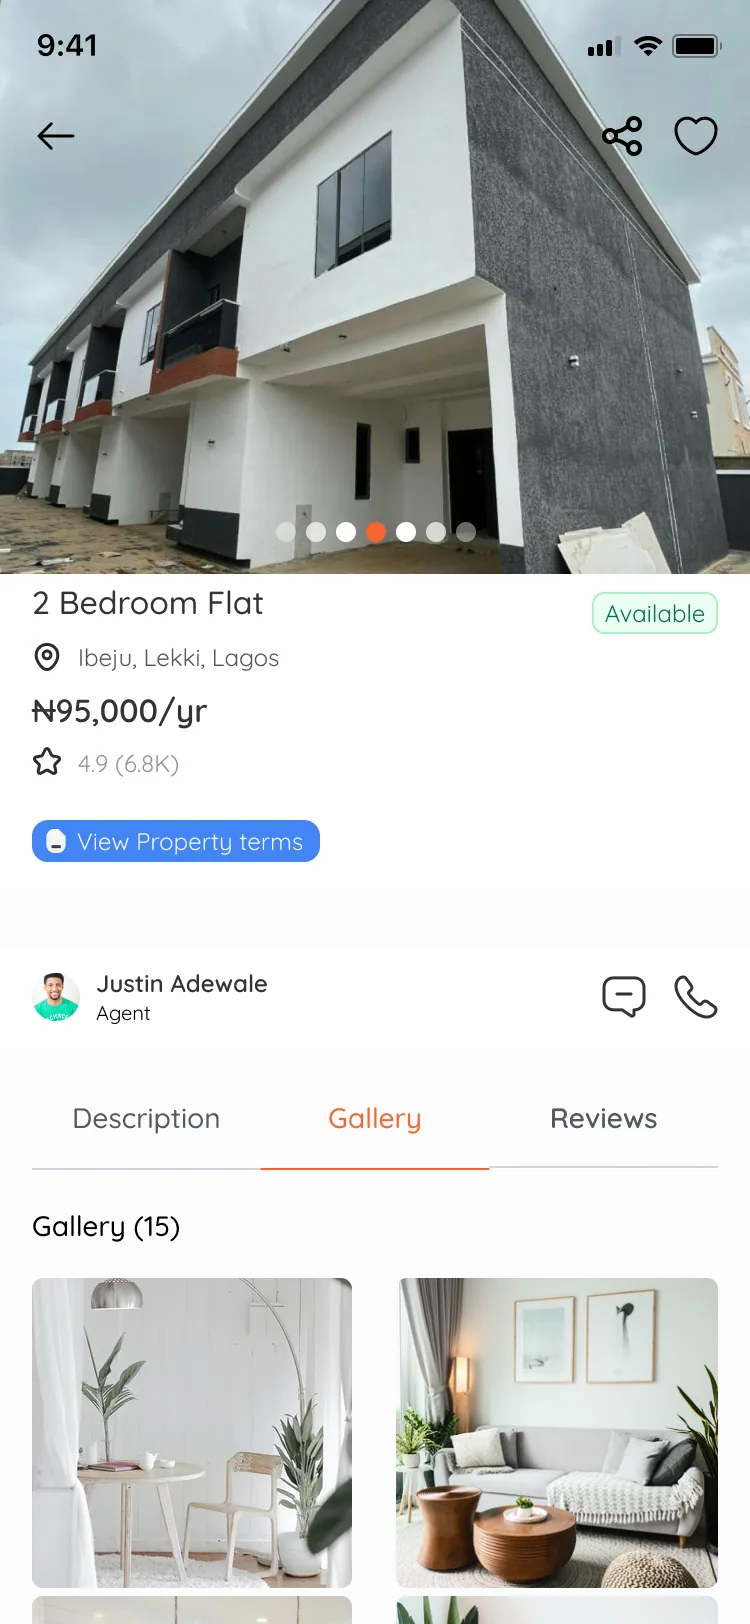 9:41
2 Bedroom Flat
Available
Ibeju, Lekki, Lagos
₦95,000/yr
4.9 (6.8K)
View Property terms
Justin Adewale
Agent
Description
Gallery
Reviews
Gallery (15)